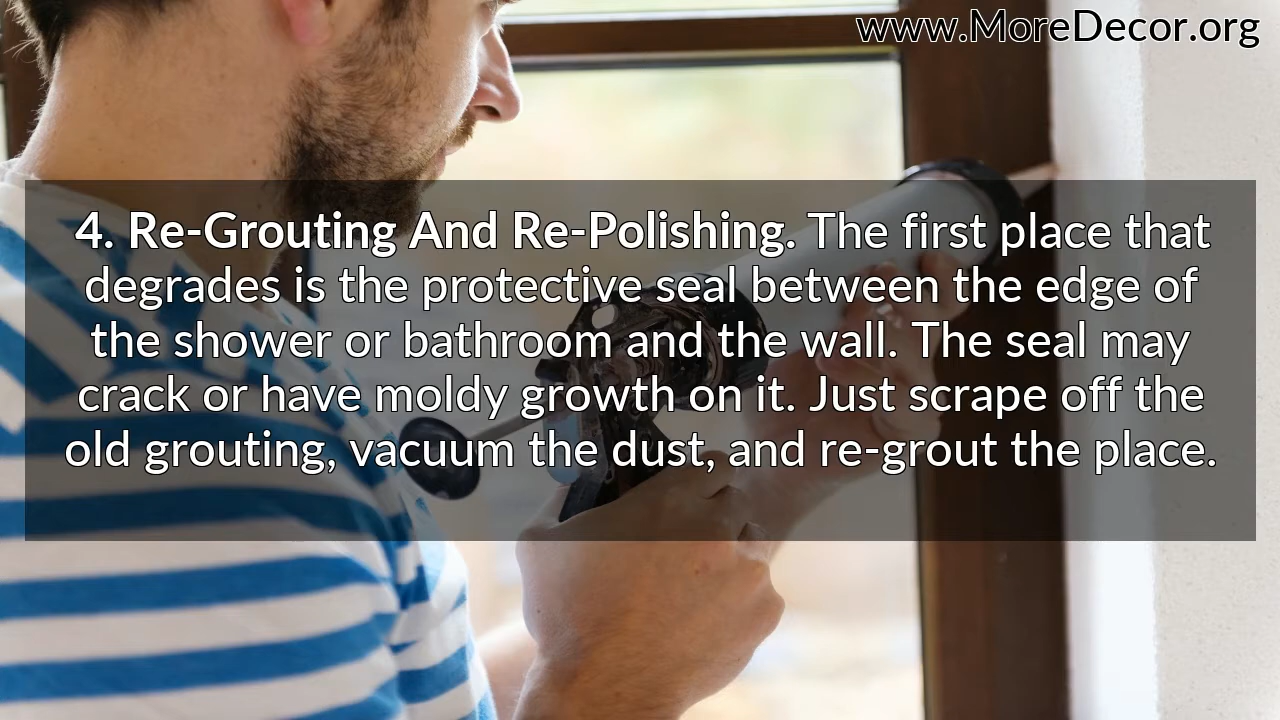 www.MoreDecor.org
4. Re-Grouting And Re-Polishing. The first place that
degrades is the protective seal between the edge of
the shower or bathroom and the wall. The seal may
crack or have moldy growth on it. Just scrape off the
old grouting, vacuum the dust, and re-grout the place.